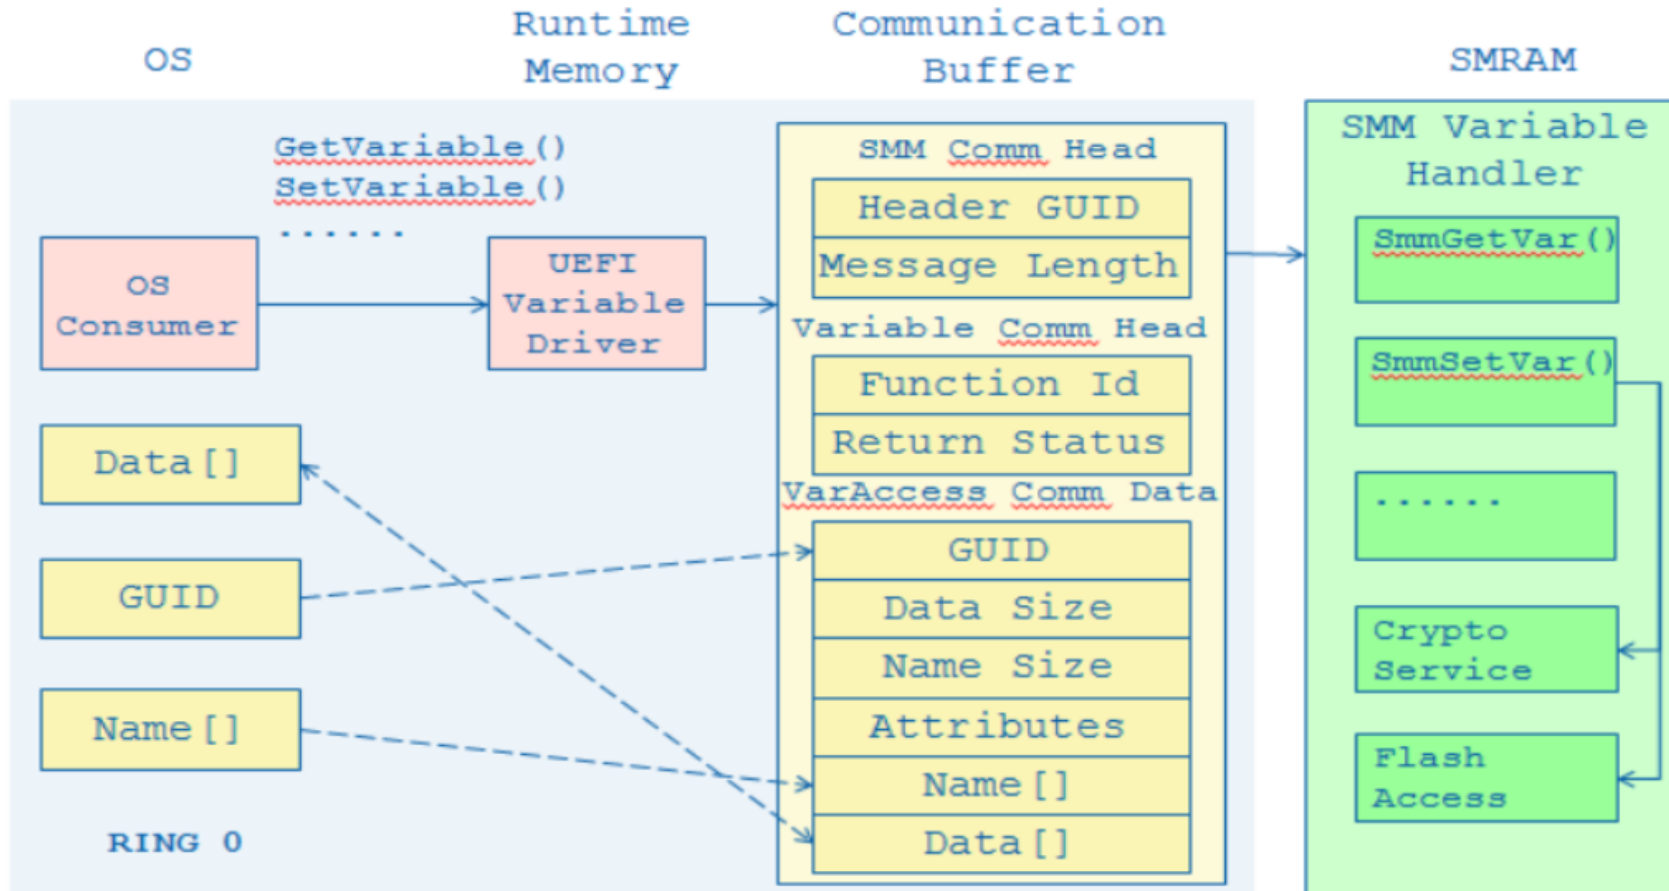 OS
Runtime
Memory
Communication
Buffer
SMRAM
GetVariable()
SetVariable()
......
OS
Consumer
UEFI
Variable
Driver
Data[]
GUID
Name[]
RING 0
SMM Comm Head
Header GUID
Message Length
Variable Comm Head
Function Id
Return Status
VarAccess Comm Data
GUID
Data Size
Name Size
Attributes
Name[]
Data[]
SMM Variable
Handler
SmmGetVar()
SmmSetVar()
......
Crypto
Service
Flash
Access